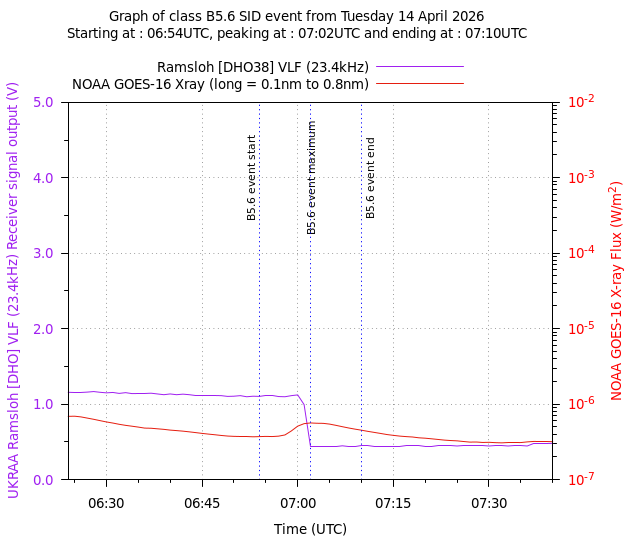 Graph of class B5.6 SID event from Tuesday 14 April 2026
Starting at : 06:54UTC, peaking at : 07:02UTC and ending at : 07:10UTC
Ramsloh [DHO38] VLF (23.4kHz)
NOAA GOES-16 Xray (long = 0.1nm to 0.8nm)
UKRAA Ramsloh [DHO] VLF (23.4kHz) Receiver signal output (V)
5.0
4.0
3.0
2.0
1.0
0.0
B5.6 event start
B5.6 event maximum
B5.6 event end
10-2
10-3
10-4
10-5
10-6
10-7
NOAA GOES-16 X-ray Flux (W/m2)
06:30 06:45 07:00 07:15 07:30
Time (UTC)